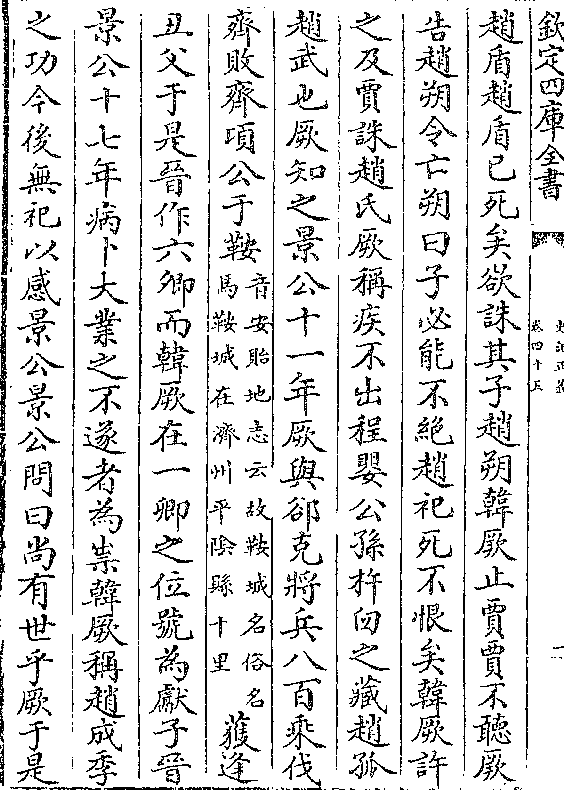 欽定四庫全書
史記正義
卷四十五
二
趙盾趙盾已死矣欲誅其子趙朔韓厥止賈賈不聽厥
告趙朔令亡朔曰子必能不絕趙祀死不恨矣韓厥許
之及賈誅趙氏厥稱疾不出程嬰公孫杵臼之藏趙孤
趙武也厥知之景公十一年厥與郤克將兵八百乘伐
齊敗齊頃公于鞍音安貽地志云故鞍城名俗名
馬鞍城在濟州平陰縣十里獲逢
丑父于是晉作六卿而韓厥在一卿之位號為獻子晉
景公十七年病卜大業之不遂者為祟韓厥稱趙成季
之功今後無祀以感景公景公問曰尚有世乎厥于是